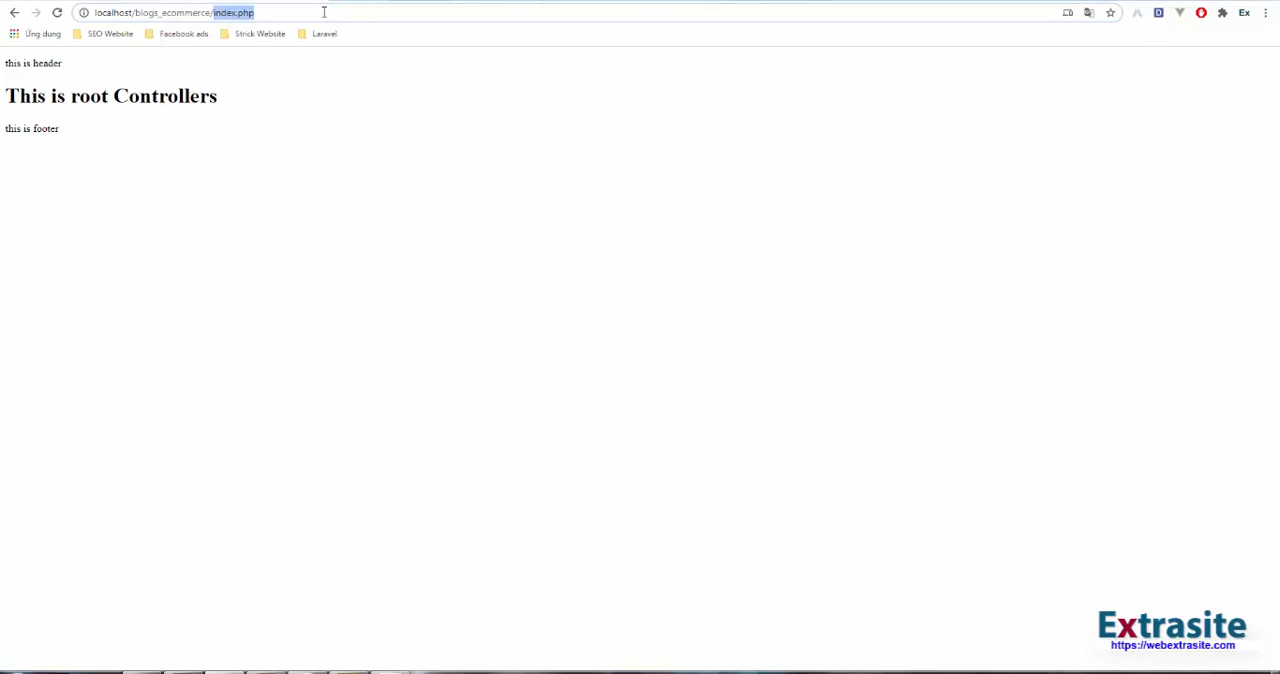 localhost/blogs_ecommerce/index.php
Ex
Ứng dụng SEO Website Facebook ads Strick Website Laravel
this is header
This is root Controllers
this is footer
Extrasite
https://webextrasite.com